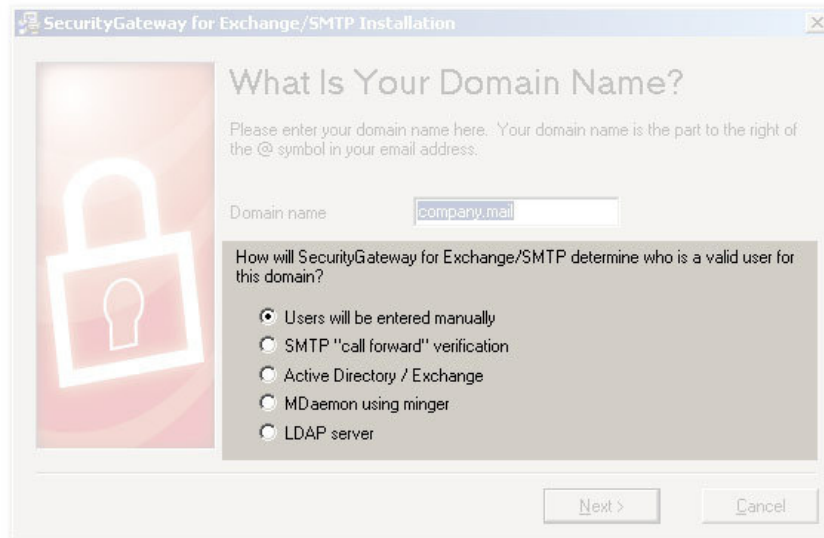 SecurityGateway for Exchange/SMTP Installation
What Is Your Domain Name?
Please enter your domain name here. Your domain name is the part to the right of
the @ symbol in your email address.
Domain name
company.mail
How will SecurityGateway for Exchange/SMTP determine who is a valid user for
this domain?
Users will be entered manually
SMTP "call forward" verification
Active Directory / Exchange
MDaemon using minger
LDAP server
Next >
Cancel